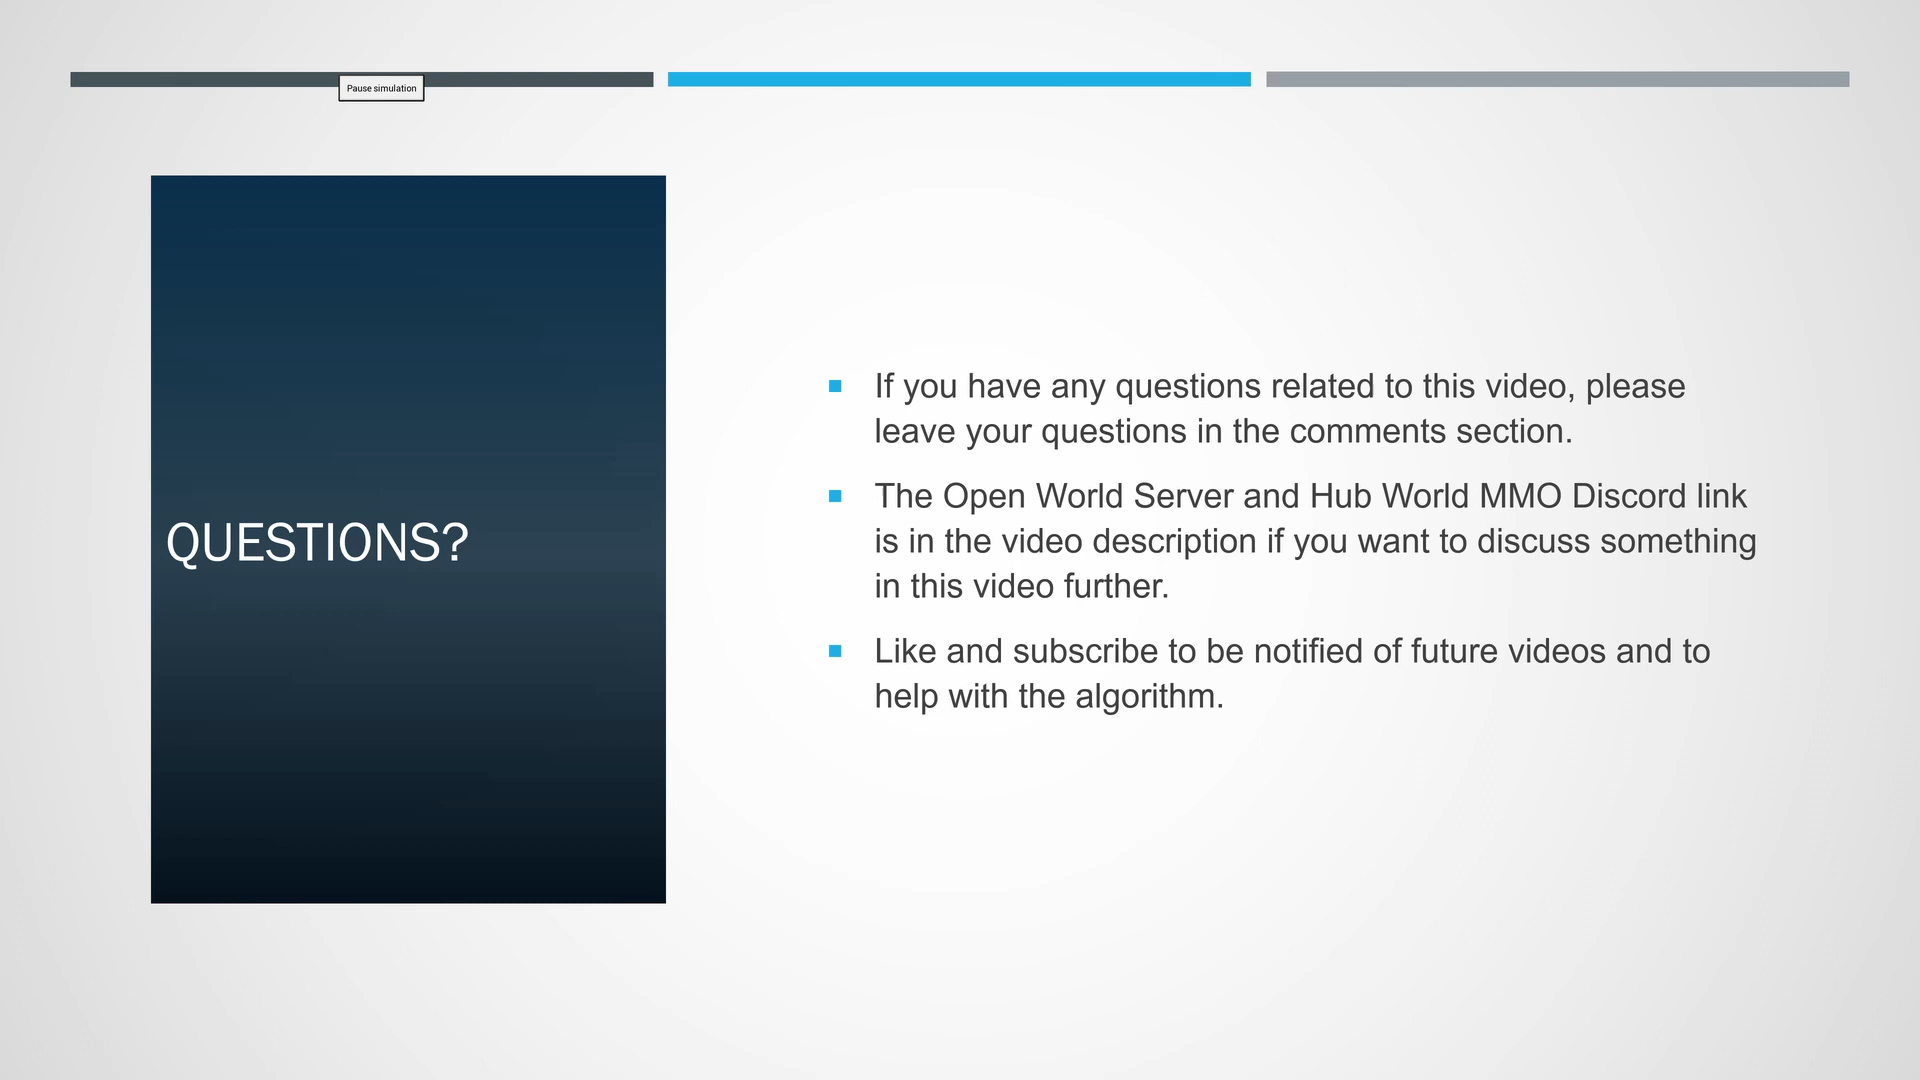 Pause simulation
QUESTIONS?
If you have any questions related to this video, please
leave your questions in the comments section.
The Open World Server and Hub World MMO Discord link
is in the video description if you want to discuss something
in this video further.
Like and subscribe to be notified of future videos and to
help with the algorithm.